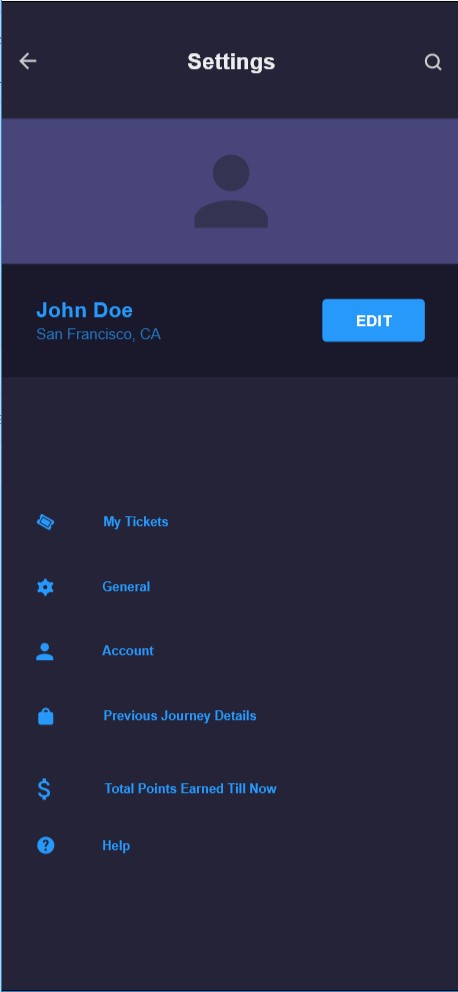 Settings
John Doe
San Francisco, CA
EDIT
My Tickets
General
Account
Previous Journey Details
Total Points Earned Till Now
Help